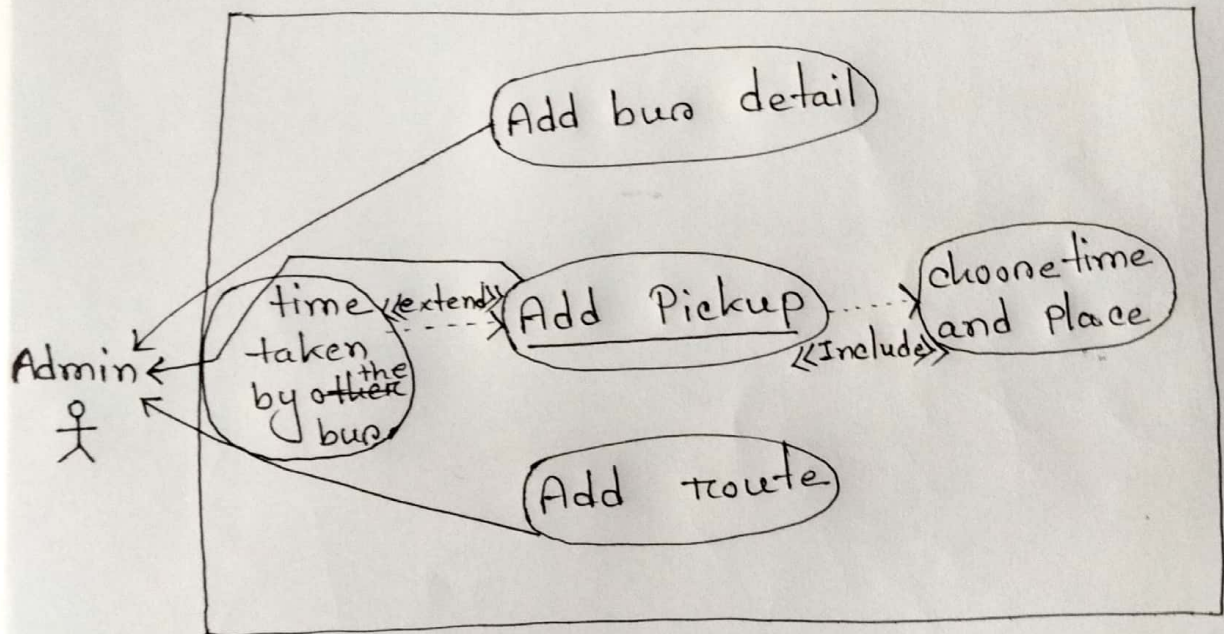 Add bus detail
time
taken
by other the
bus
<<extend>>
Add Pickup
<<Include>>
choose time
and place
Admin
Add route